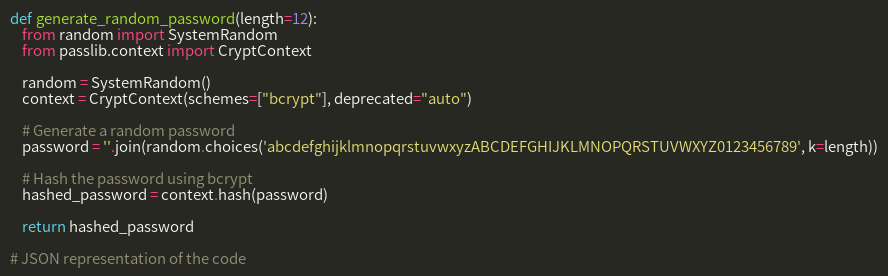 def generate_random_password(length=12):
    from random import SystemRandom
    from passlib.context import CryptContext

    random = SystemRandom()
    context = CryptContext(schemes=["bcrypt"], deprecated="auto")

    # Generate a random password
    password = ''.join(random.choices('abcdefghijklmnopqrstuvwxyzABCDEFGHIJKLMNOPQRSTUVWXYZ0123456789', k=length))

    # Hash the password using bcrypt
    hashed_password = context.hash(password)

    return hashed_password

# JSON representation of the code